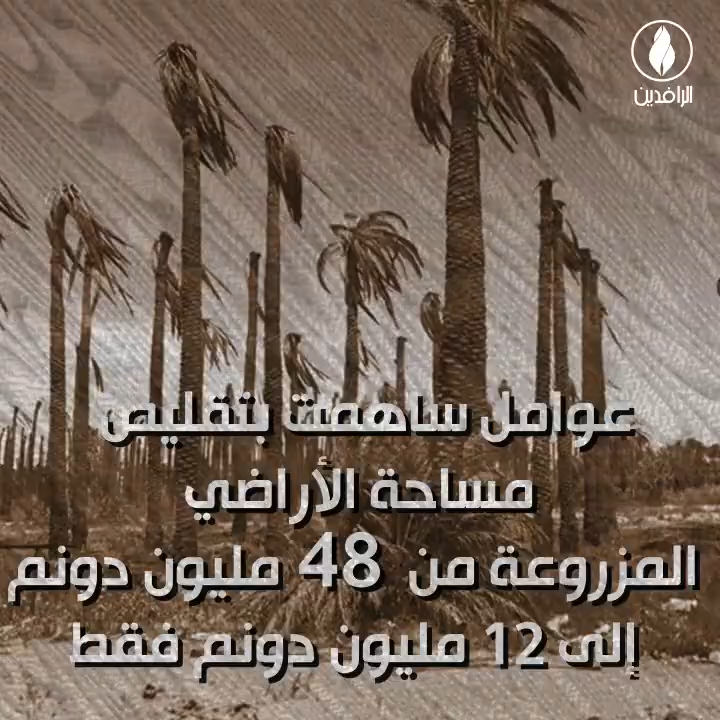 الرافدين
عوامل ساهمت بتقليص
مساحة الأراضي
المزروعة من 48 مليون دونم
إلى 12 مليون دونم فقط